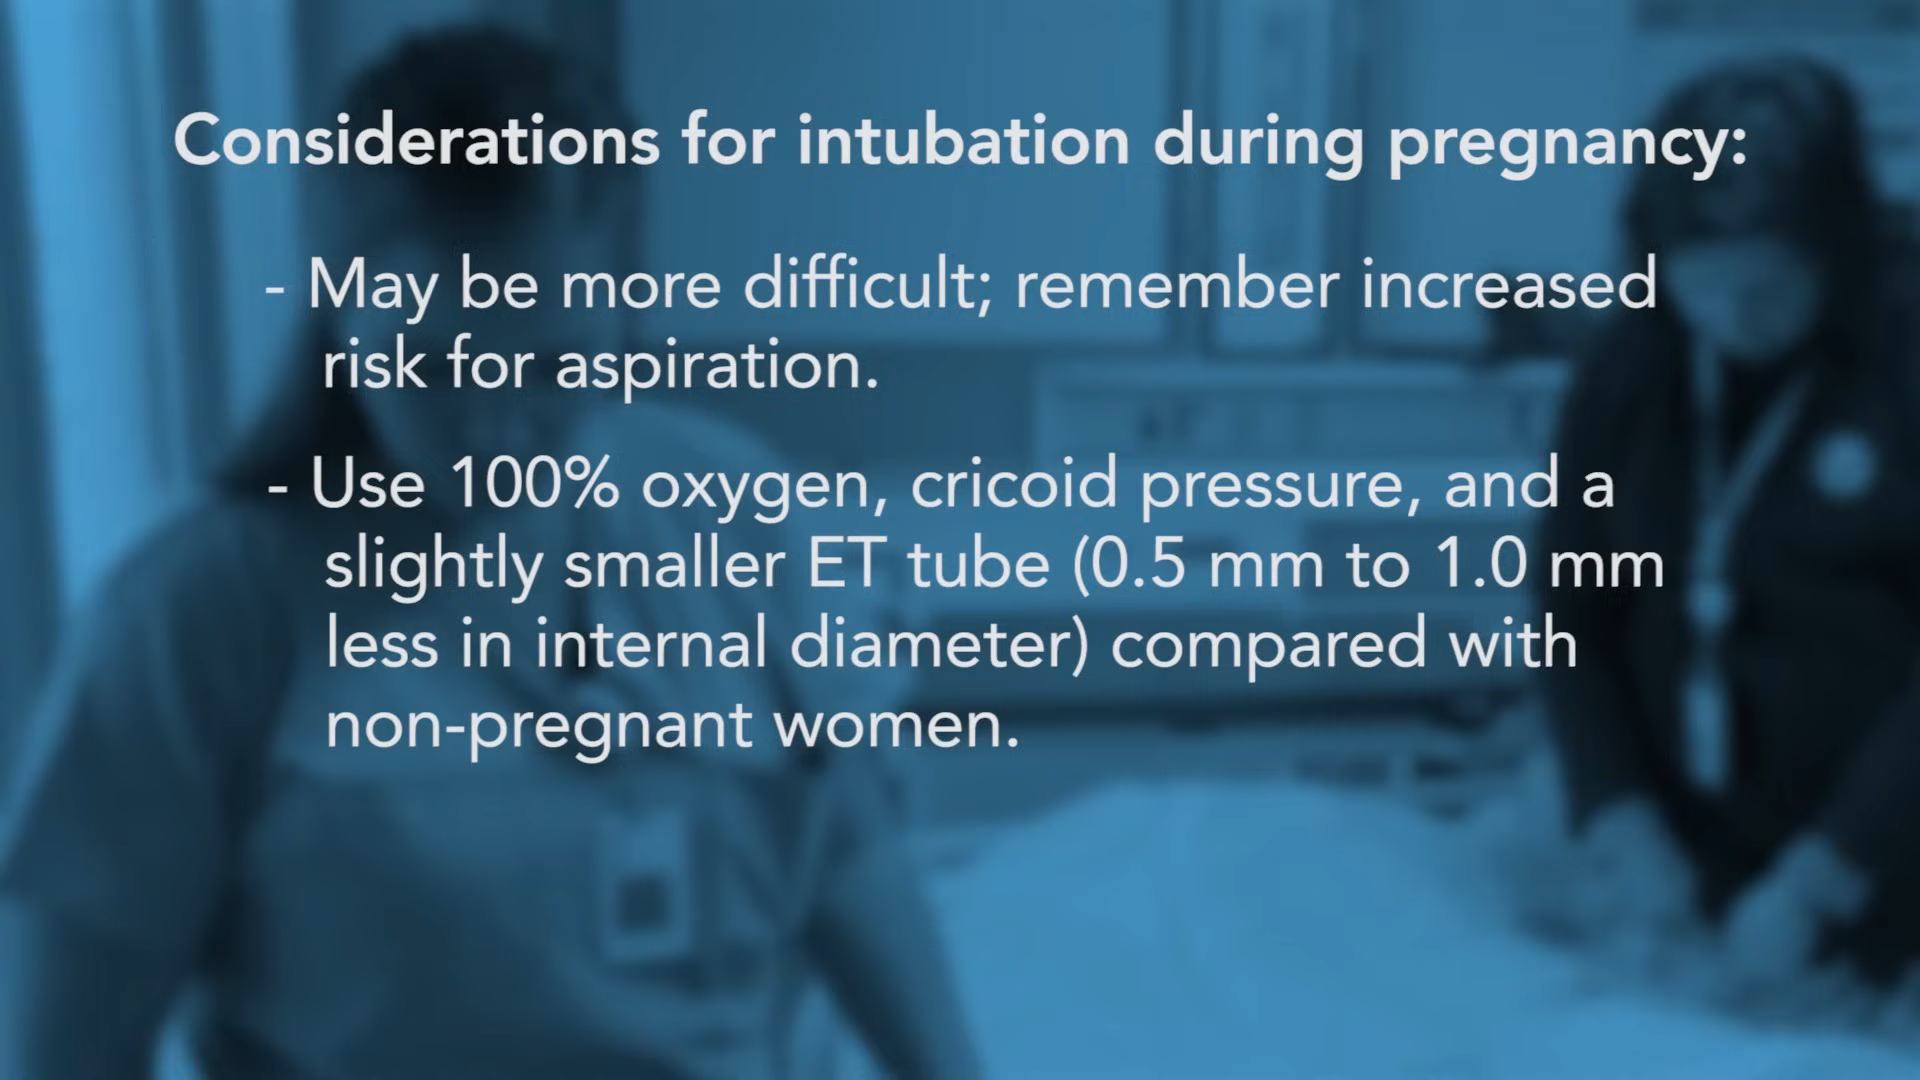 Considerations for intubation during pregnancy:
- May be more difficult; remember increased
risk for aspiration.
- Use 100% oxygen, cricoid pressure, and a
slightly smaller ET tube (0.5 mm to 1.0 mm
less in internal diameter) compared with
non-pregnant women.